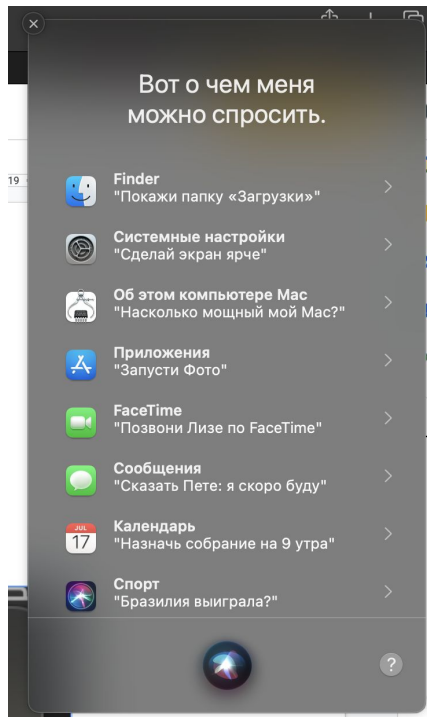 Вот о чем меня
можно спросить.
19
Finder
"Покажи папку «Загрузки»"
Системные настройки
"Сделай экран ярче"
Об этом компьютере Mac
"Насколько мощный мой Mac?"
Приложения
"Запусти Фото"
FaceTime
"Позвони Лизе по FaceTime"
Сообщения
"Сказать Пете: я скоро буду"
JUL
17
Календарь
"Назначь собрание на 9 утра"
Спорт
"Бразилия выиграла?"
?